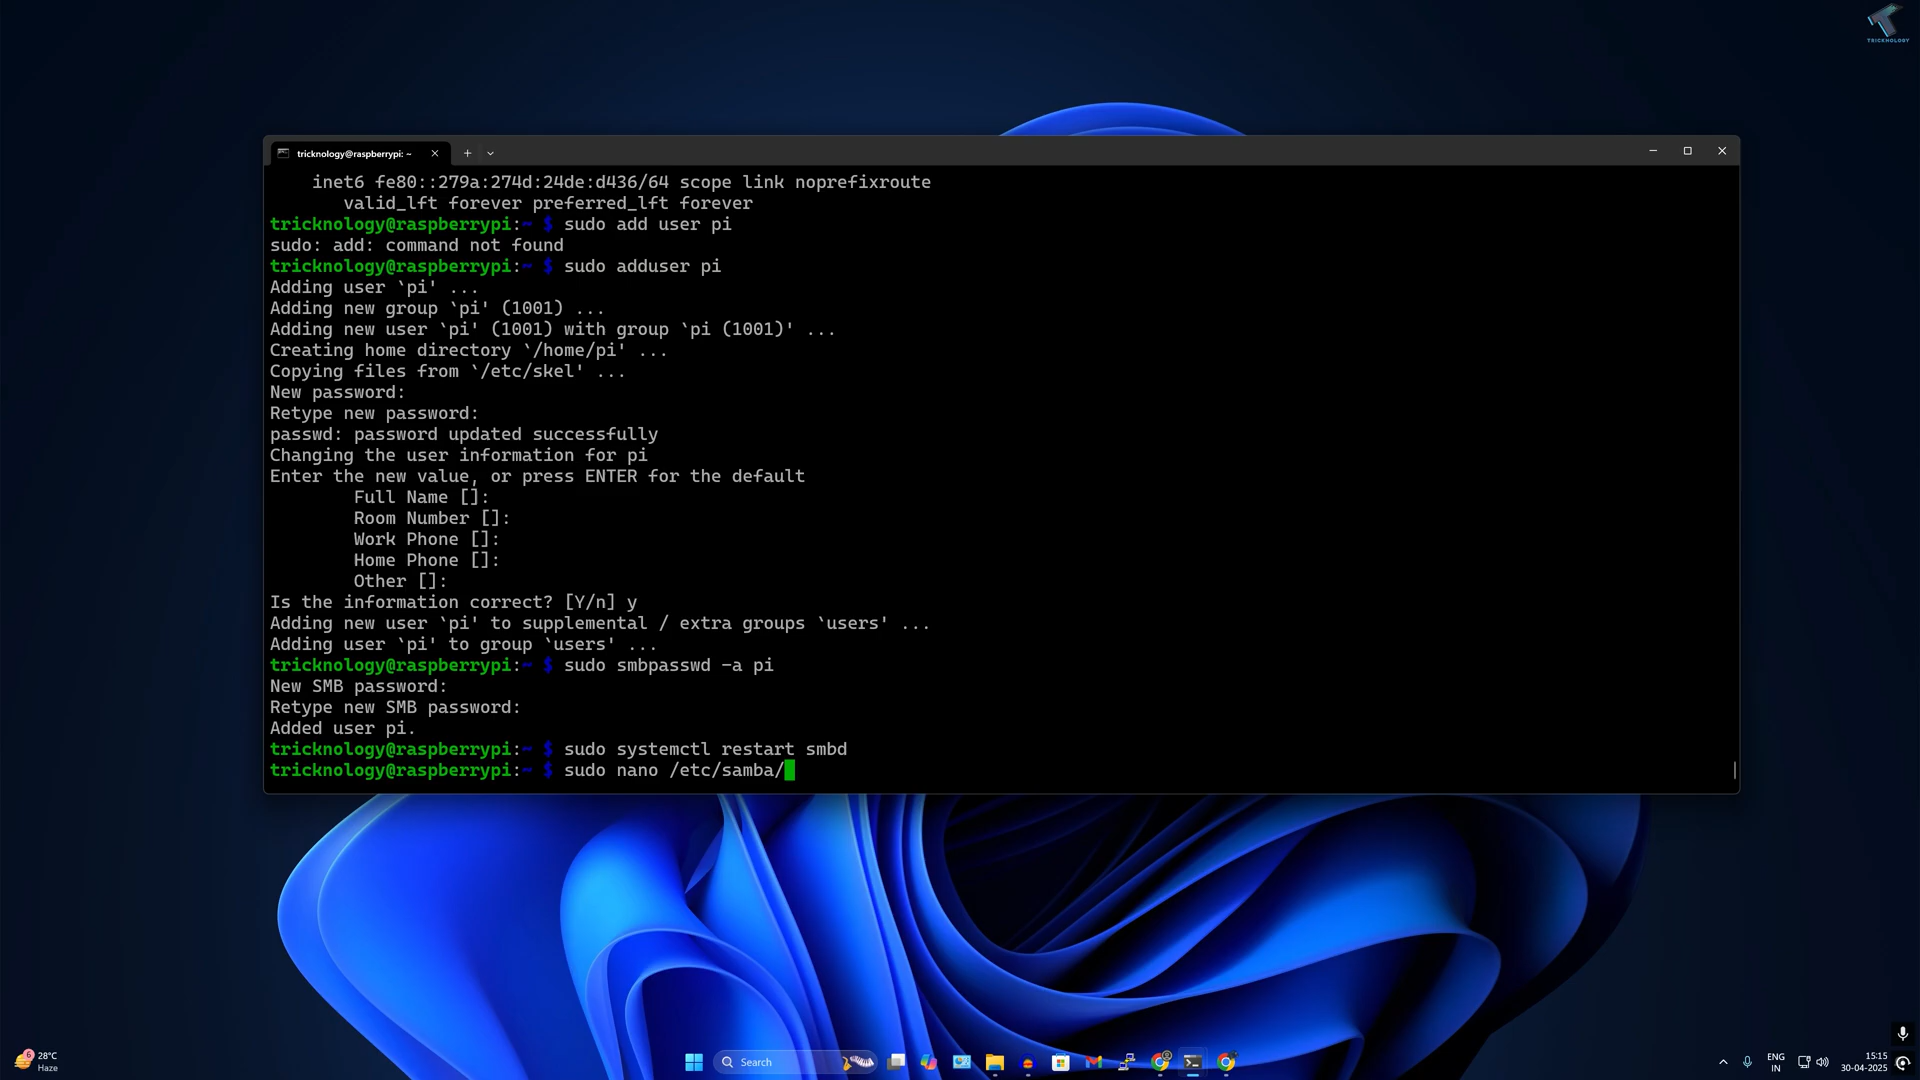 TRICKNOLOGY
tricknology@raspberrypi: ~
inet6 fe80::279a:274d:24de:d436/64 scope link noprefixroute
valid_lft forever preferred_lft forever
tricknology@raspberrypi:~ $ sudo add user pi
sudo: add: command not found
tricknology@raspberrypi:~ $ sudo adduser pi
Adding user `pi' ...
Adding new group `pi' (1001) ...
Adding new user `pi' (1001) with group `pi (1001)' ...
Creating home directory `/home/pi' ...
Copying files from `/etc/skel' ...
New password:
Retype new password:
passwd: password updated successfully
Changing the user information for pi
Enter the new value, or press ENTER for the default
Full Name []:
Room Number []:
Work Phone []:
Home Phone []:
Other []:
Is the information correct? [Y/n] y
Adding new user `pi' to supplemental / extra groups `users' ...
Adding user `pi' to group `users' ...
tricknology@raspberrypi:~ $ sudo smbpasswd -a pi
New SMB password:
Retype new SMB password:
Added user pi.
tricknology@raspberrypi:~ $ sudo systemctl restart smbd
tricknology@raspberrypi:~ $ sudo nano /etc/samba/
6
28°C
Haze
Search
ENG
IN
15:15
30-04-2025